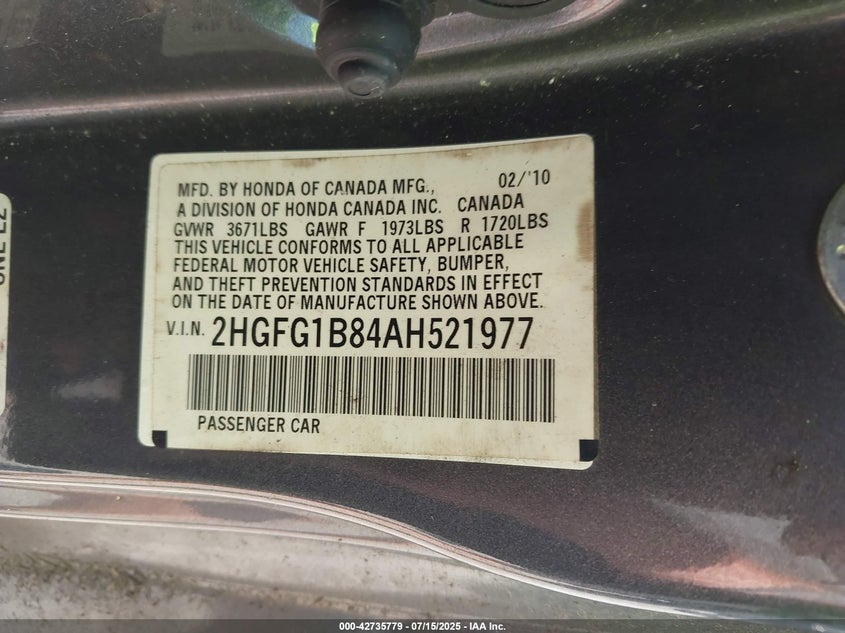 MFD. BY HONDA OF CANADA MFG., 02/'10
A DIVISION OF HONDA CANADA INC. CANADA
GVWR 3671LBS GAWR F 1973LBS R 1720LBS
THIS VEHICLE CONFORMS TO ALL APPLICABLE
FEDERAL MOTOR VEHICLE SAFETY, BUMPER,
AND THEFT PREVENTION STANDARDS IN EFFECT
ON THE DATE OF MANUFACTURE SHOWN ABOVE.
V.I.N. 2HGFG1B84AH521977
PASSENGER CAR
000-42735779 - 07/15/2025 - IAA Inc.